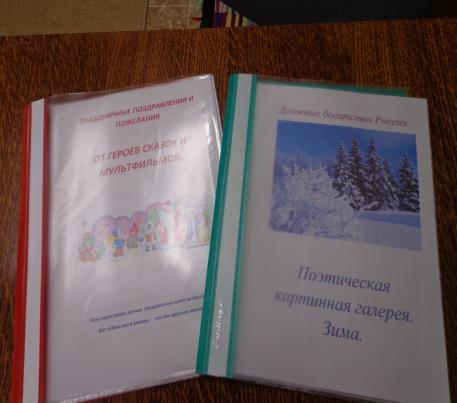 ПРАЗДНИЧНЫЕ ПОЗДРАВЛЕНИЯ И
ПОЖЕЛАНИЯ
ОТ ГЕРОЕВ СКАЗОК И
МУЛЬТФИЛЬМОВ.
Духовные богатства России.
Поэтическая
картинная галерея.
Зима.